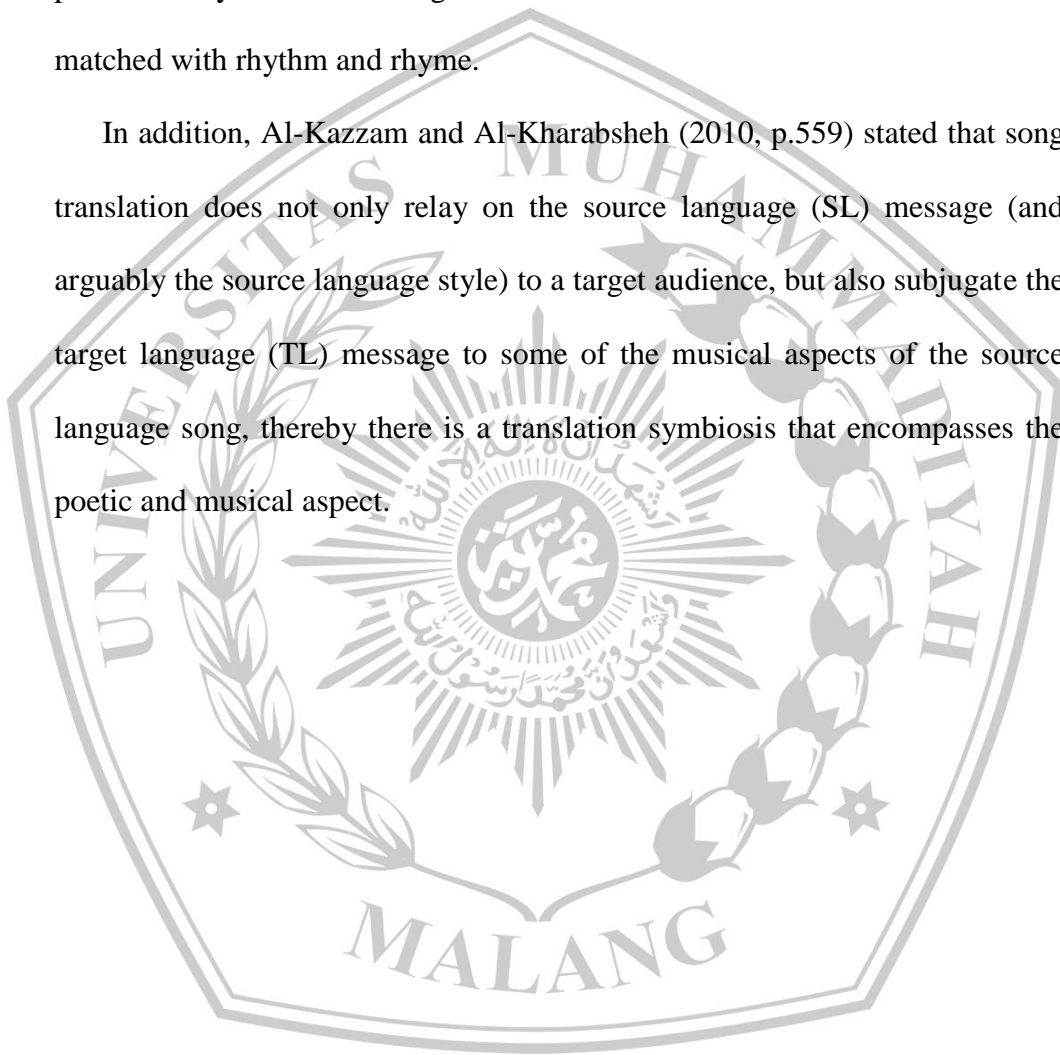 matched with rhythm and rhyme.
In addition, Al-Kazzam and Al-Kharabsheh (2010, p.559) stated that song
translation does not only relay on the source language (SL) message (and
arguably the source language style) to a target audience, but also subjugate the
target language (TL) message to some of the musical aspects of the source
language song, thereby there is a translation symbiosis that encompasses the
poetic and musical aspect.
UNIVERSITAS MUHAMMADIYAH
MALANG